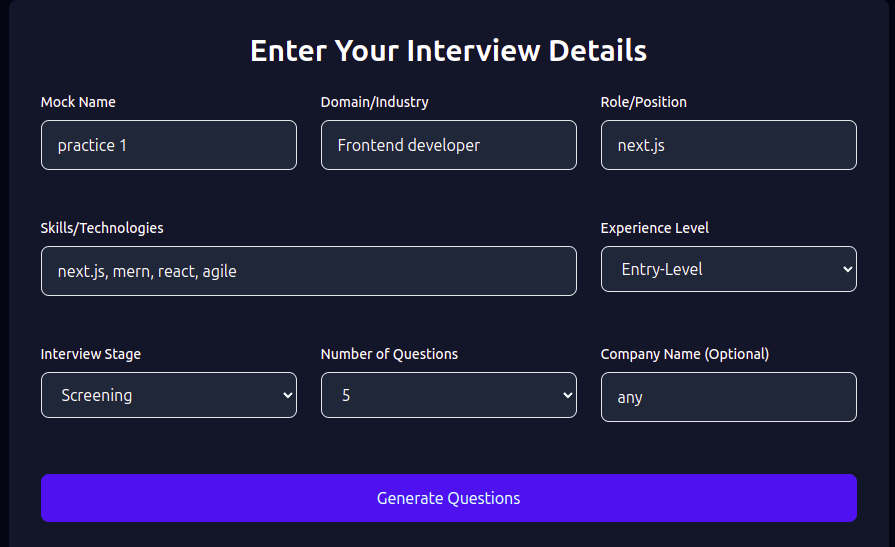 Enter Your Interview Details
Mock Name
Domain/Industry
Role/Position
practice 1
Frontend developer
next.js
Skills/Technologies
Experience Level
next.js, mern, react, agile
Entry-Level
Interview Stage
Number of Questions
Company Name (Optional)
Screening
5
any
Generate Questions